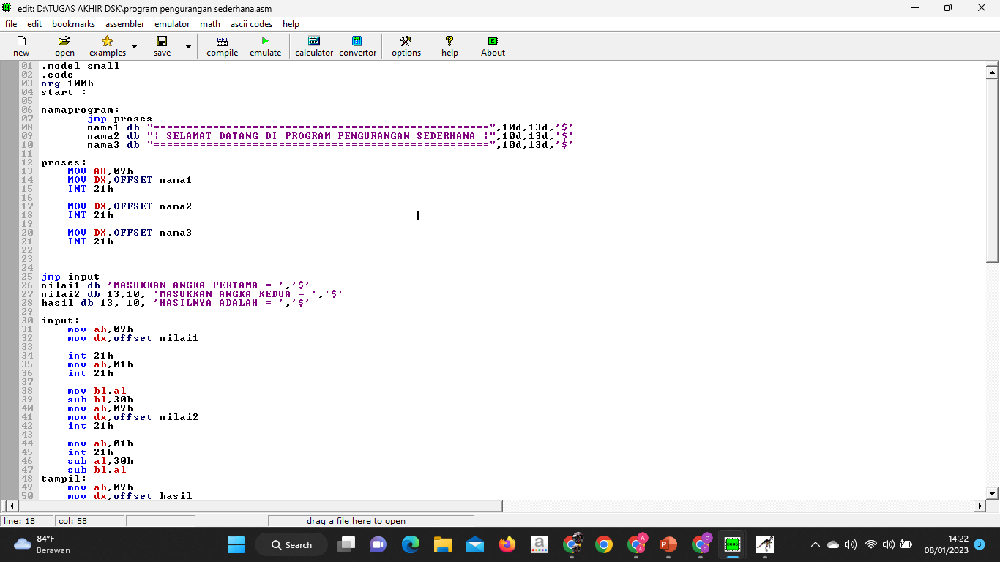 edit: D:\TUGAS AKHIR DSK\program pengurangan sederhana.asm
file edit bookmarks assembler emulator math ascii codes help
new open examples save compile emulate calculator convertor options help About
01 .model small
02 .code
03 org 100h
04 start :
05
06 namaprogram:
07 jmp proses
08 nama1 db "===================================================",10d,13d,'$'
09 nama2 db "¦ SELAMAT DATANG DI PROGRAM PENGURANGAN SEDERHANA ¦",10d,13d,'$'
10 nama3 db "===================================================",10d,13d,'$'
11
12 proses:
13 MOV AH,09h
14 MOV DX,OFFSET nama1
15 INT 21h
16
17 MOV DX,OFFSET nama2
18 INT 21h
19
20 MOV DX,OFFSET nama3
21 INT 21h
22
23
24
25 jmp input
26 nilai1 db 'MASUKKAN ANGKA PERTAMA = ','$'
27 nilai2 db 13,10, 'MASUKKAN ANGKA KEDUA = ','$'
28 hasil db 13, 10, 'HASILNYA ADALAH = ','$'
29
30 input:
31 mov ah,09h
32 mov dx,offset nilai1
33
34 int 21h
35 mov ah,01h
36 int 21h
37
38 mov bl,al
39 sub bl,30h
40 mov ah,09h
41 mov dx,offset nilai2
42 int 21h
43
44 mov ah,01h
45 int 21h
46 sub al,30h
47 sub bl,al
48 tampil:
49 mov ah,09h
50 mov dx,offset hasil
line: 18 col: 58 drag a file here to open
84°F
Berawan
Search
14:22
08/01/2023
3